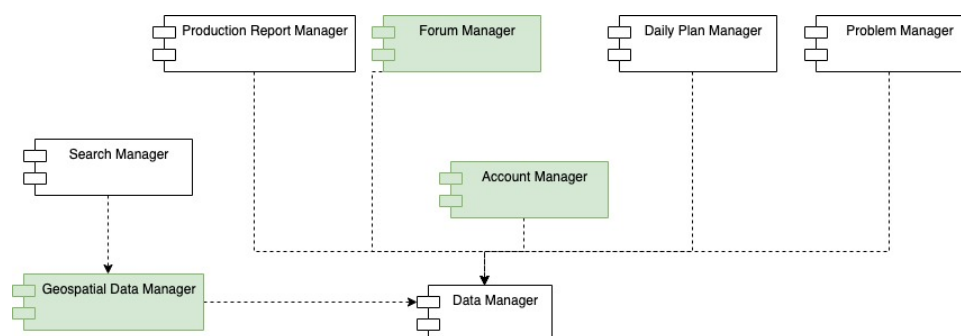 Production Report Manager
Forum Manager
Daily Plan Manager
Problem Manager
Search Manager
Account Manager
Geospatial Data Manager
Data Manager